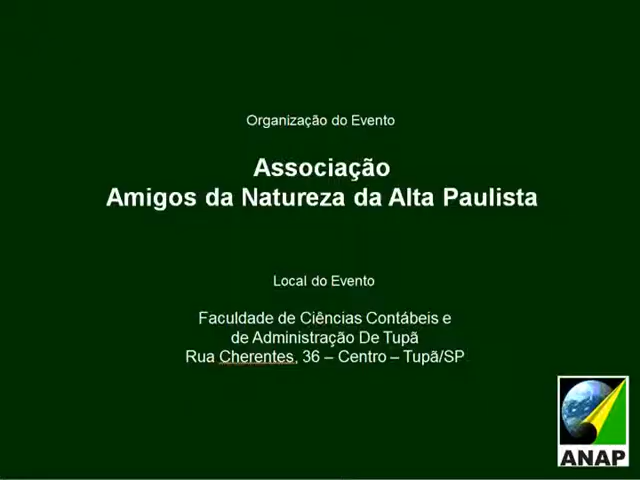 Organização do Evento
Associação
Amigos da Natureza da Alta Paulista
Local do Evento
Faculdade de Ciências Contábeis e
de Administração De Tupã
Rua Cherentes, 36 – Centro – Tupã/SP
ANAP